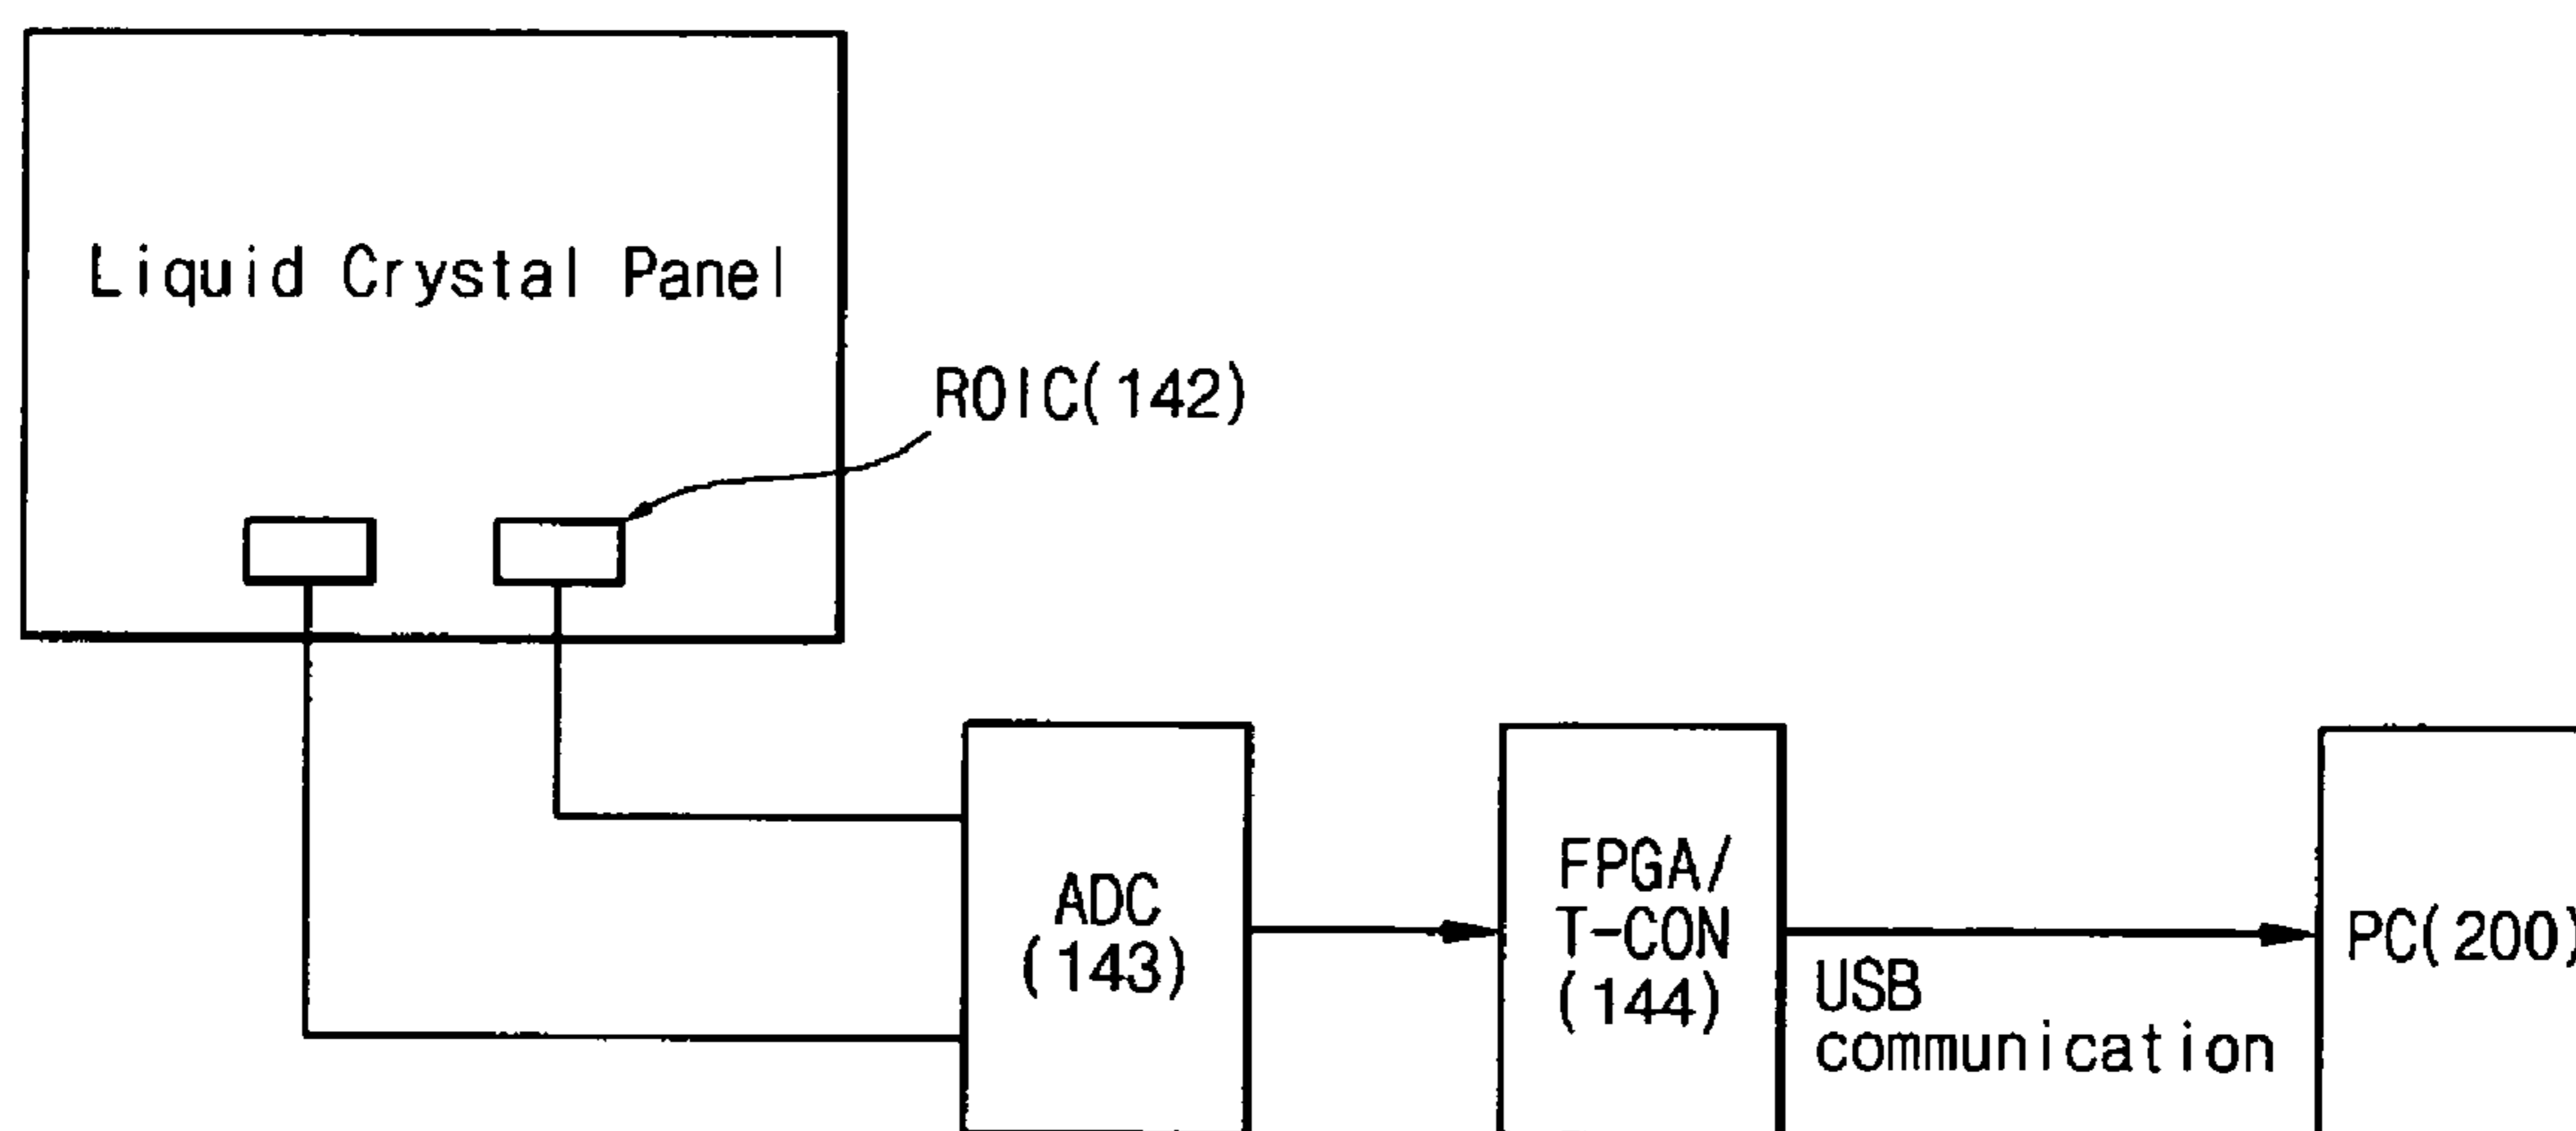 Liquid Crystal Panel
ROIC(142)
ADC
(143)
FPGA/
T-CON
(144)
USB
communication
PC(200)